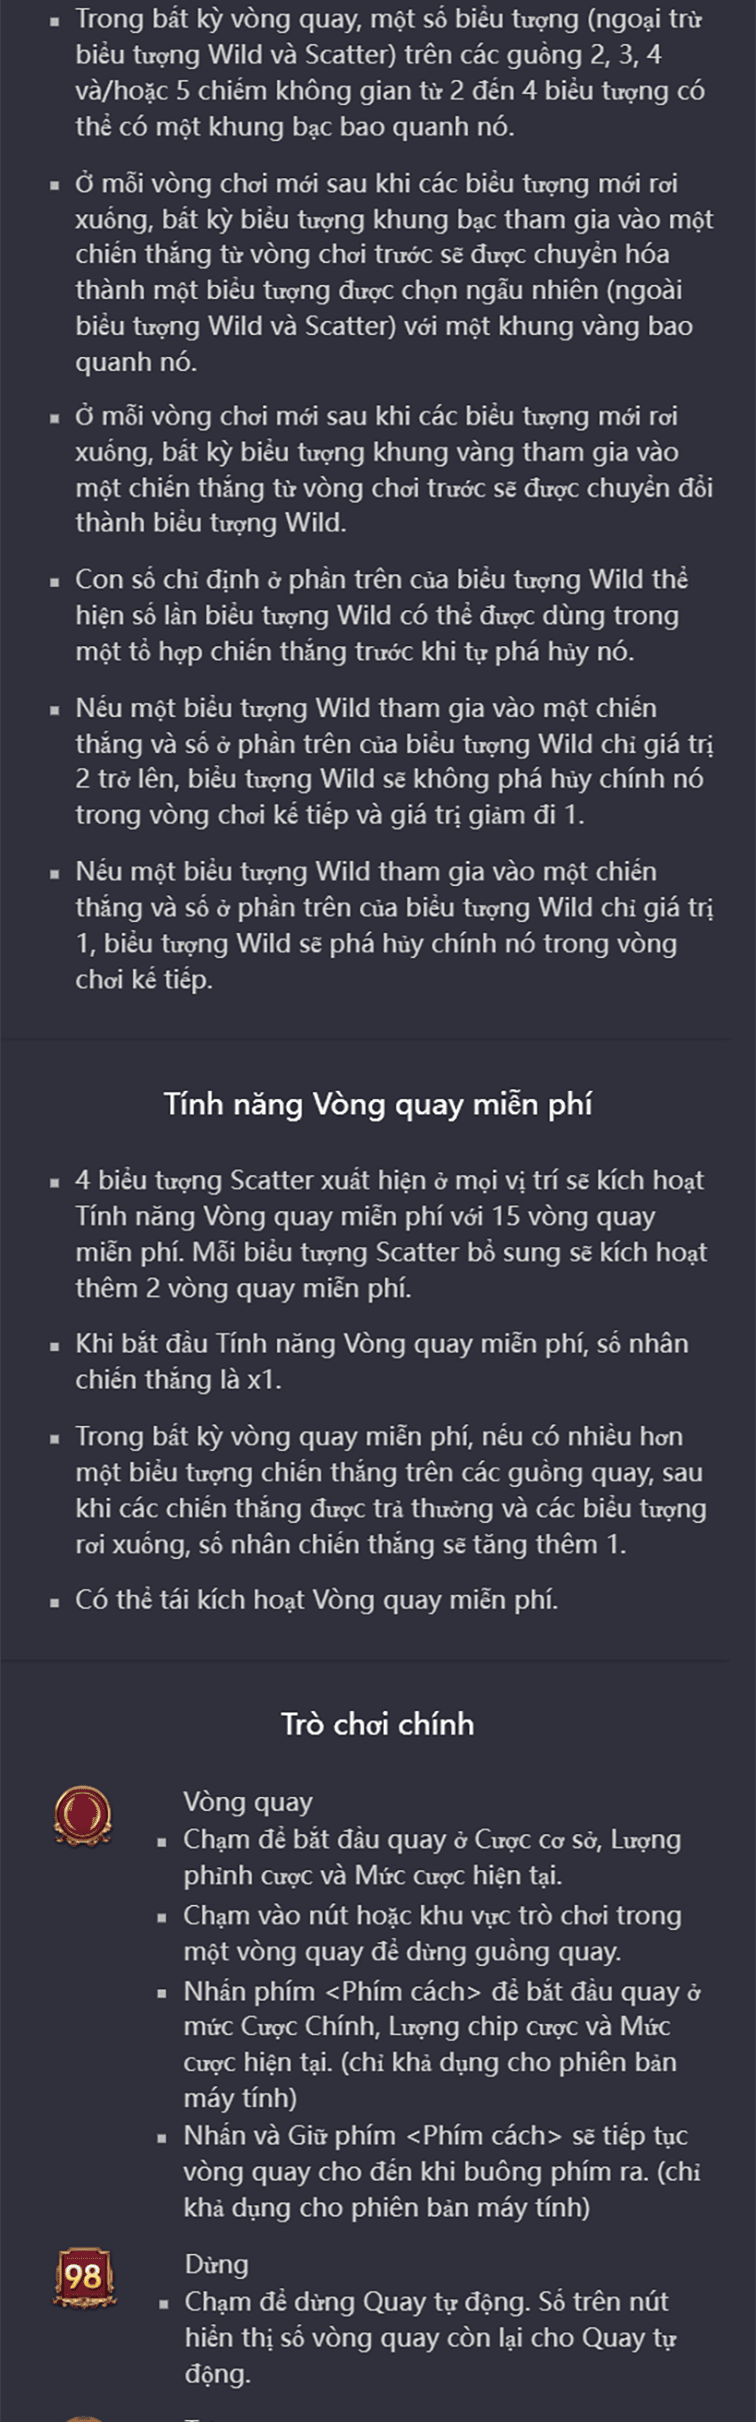 ▪ Trong bất kỳ vòng quay, một số biểu tượng (ngoại trừ
biểu tượng Wild và Scatter) trên các guồng 2, 3, 4
và/hoặc 5 chiếm không gian từ 2 đến 4 biểu tượng có
thể có một khung bạc bao quanh nó.
▪ Ở mỗi vòng chơi mới sau khi các biểu tượng mới rơi
xuống, bất kỳ biểu tượng khung bạc tham gia vào một
chiến thắng từ vòng chơi trước sẽ được chuyển hóa
thành một biểu tượng được chọn ngẫu nhiên (ngoài
biểu tượng Wild và Scatter) với một khung vàng bao
quanh nó.
▪ Ở mỗi vòng chơi mới sau khi các biểu tượng mới rơi
xuống, bất kỳ biểu tượng khung vàng tham gia vào
một chiến thắng từ vòng chơi trước sẽ được chuyển đổi
thành biểu tượng Wild.
▪ Con số chỉ định ở phần trên của biểu tượng Wild thể
hiện số lần biểu tượng Wild có thể được dùng trong
một tổ hợp chiến thắng trước khi tự phá hủy nó.
▪ Nếu một biểu tượng Wild tham gia vào một chiến
thắng và số ở phần trên của biểu tượng Wild chỉ giá trị
2 trở lên, biểu tượng Wild sẽ không phá hủy chính nó
trong vòng chơi kế tiếp và giá trị giảm đi 1.
▪ Nếu một biểu tượng Wild tham gia vào một chiến
thắng và số ở phần trên của biểu tượng Wild chỉ giá trị
1, biểu tượng Wild sẽ phá hủy chính nó trong vòng
chơi kế tiếp.
Tính năng Vòng quay miễn phí
▪ 4 biểu tượng Scatter xuất hiện ở mọi vị trí sẽ kích hoạt
Tính năng Vòng quay miễn phí với 15 vòng quay
miễn phí. Mỗi biểu tượng Scatter bổ sung sẽ kích hoạt
thêm 2 vòng quay miễn phí.
▪ Khi bắt đầu Tính năng Vòng quay miễn phí, số nhân
chiến thắng là x1.
▪ Trong bất kỳ vòng quay miễn phí, nếu có nhiều hơn
một biểu tượng chiến thắng trên các guồng quay, sau
khi các chiến thắng được trả thưởng và các biểu tượng
rơi xuống, số nhân chiến thắng sẽ tăng thêm 1.
▪ Có thể tái kích hoạt Vòng quay miễn phí.
Trò chơi chính
Vòng quay
▪ Chạm để bắt đầu quay ở Cược cơ sở, Lượng
phỉnh cược và Mức cược hiện tại.
▪ Chạm vào nút hoặc khu vực trò chơi trong
một vòng quay để dừng guồng quay.
▪ Nhấn phím <Phím cách> để bắt đầu quay ở
mức Cược Chính, Lượng chip cược và Mức
cược hiện tại. (chỉ khả dụng cho phiên bản
máy tính)
▪ Nhấn và Giữ phím <Phím cách> sẽ tiếp tục
vòng quay cho đến khi buông phím ra. (chỉ
khả dụng cho phiên bản máy tính)
98
Dừng
▪ Chạm để dừng Quay tự động. Số trên nút
hiển thị số vòng quay còn lại cho Quay tự
động.